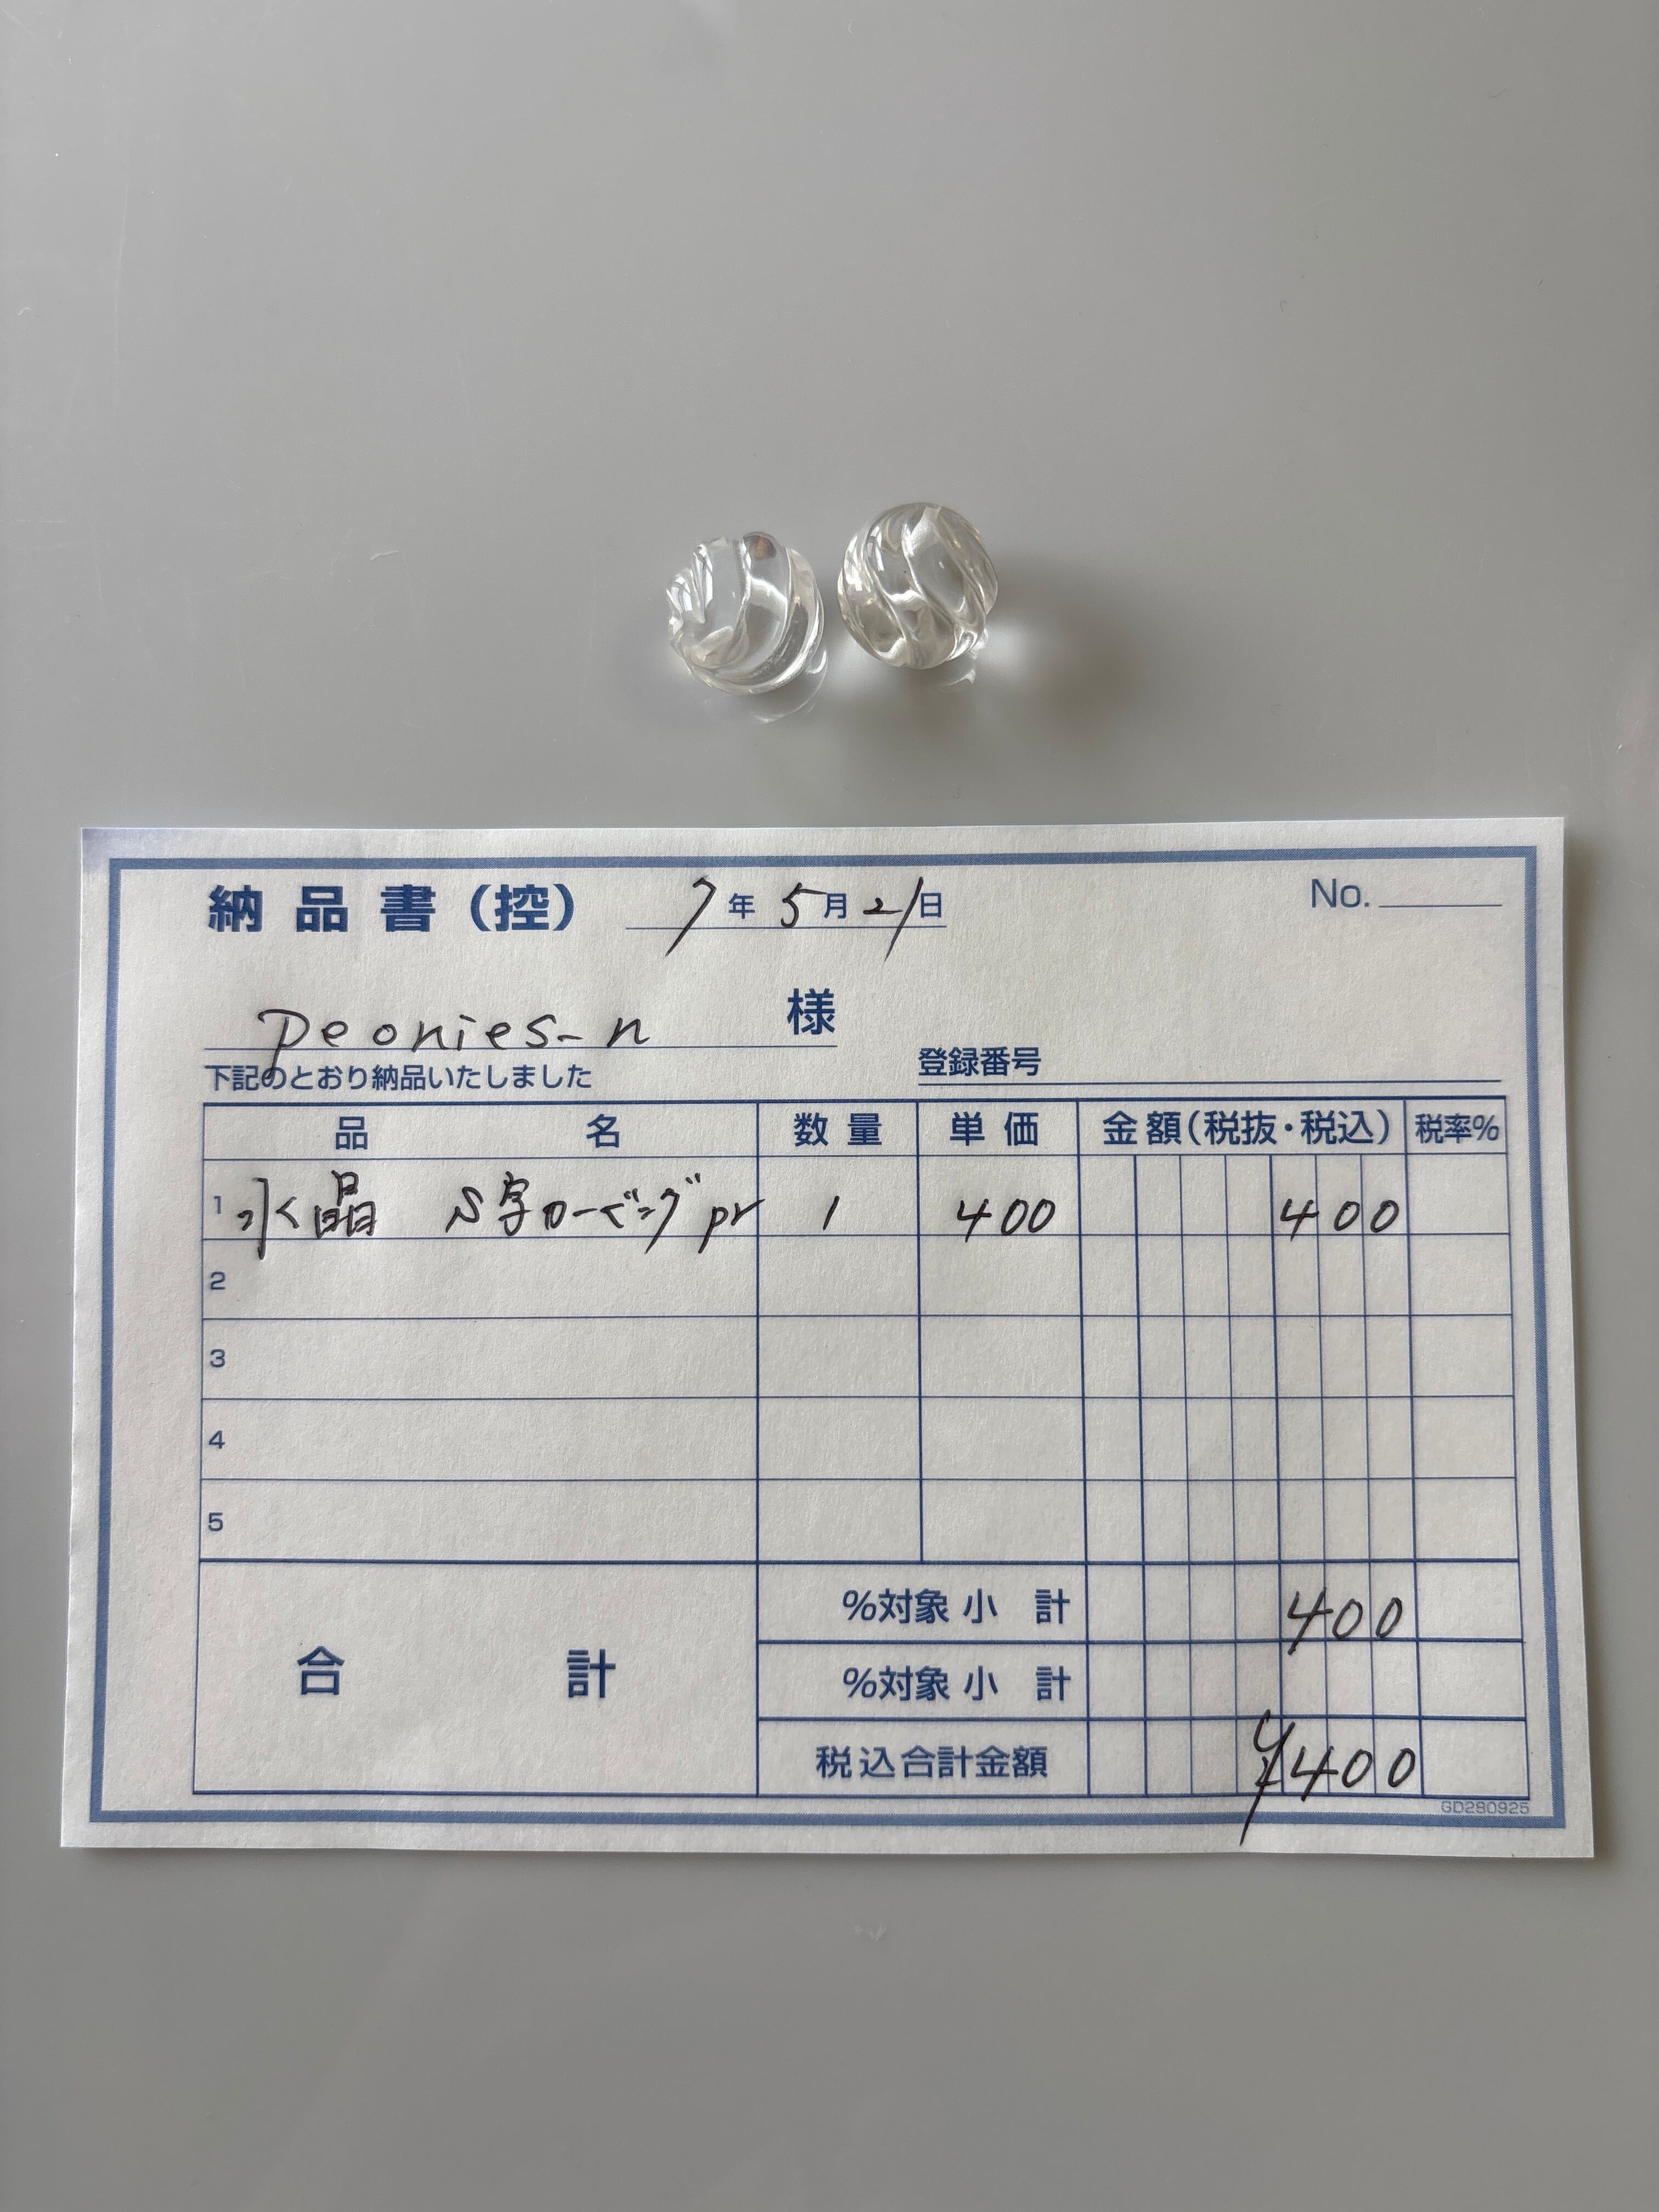 納品書（控） 7年5月21日 No.
peonies-n 様
下記のとおり納品いたしました 登録番号
品名 数量 単価 金額（税抜・税込） 税率%
1 水晶 S字カービングpr 1 400 400
2
3
4
5
合計 %対象小計 400
%対象小計
税込合計金額 ¥400
GD280925